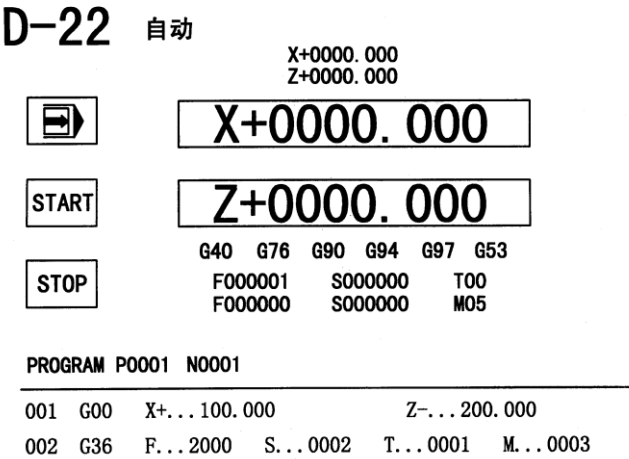 D-22 自动
X+0000.000
Z+0000.000
X+0000.000
START Z+0000.000
G40 G76 G90 G94 G97 G53
STOP F000001 S000000 T00
F000000 S000000 M05
PROGRAM P0001 N0001
001 G00 X+...100.000 Z-...200.000
002 G36 F...2000 S...0002 T...0001 M...0003